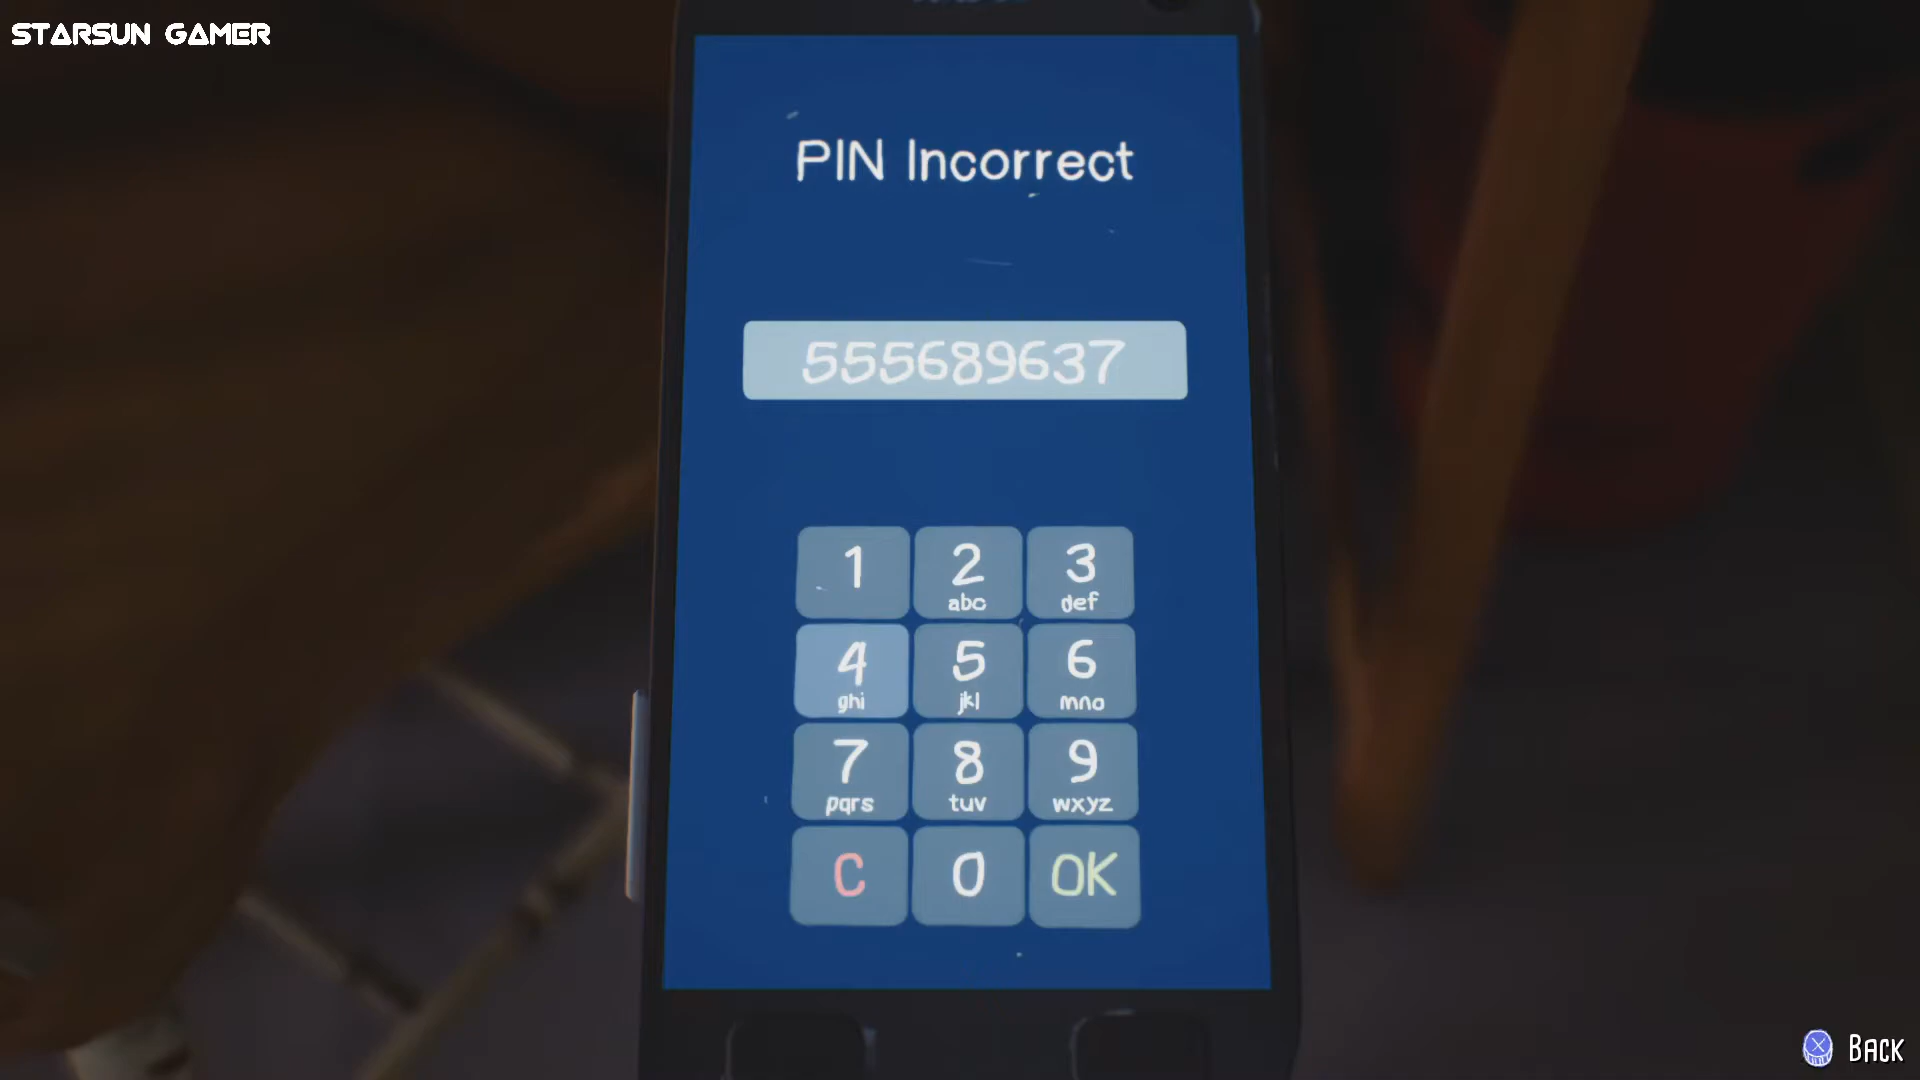 STARSUN GAMER
PIN Incorrect
555689637
1
2
abc
3
def
4
ghi
5
jkl
6
mno
7
pqrs
8
tuv
9
wxyz
C
0
OK
BACK